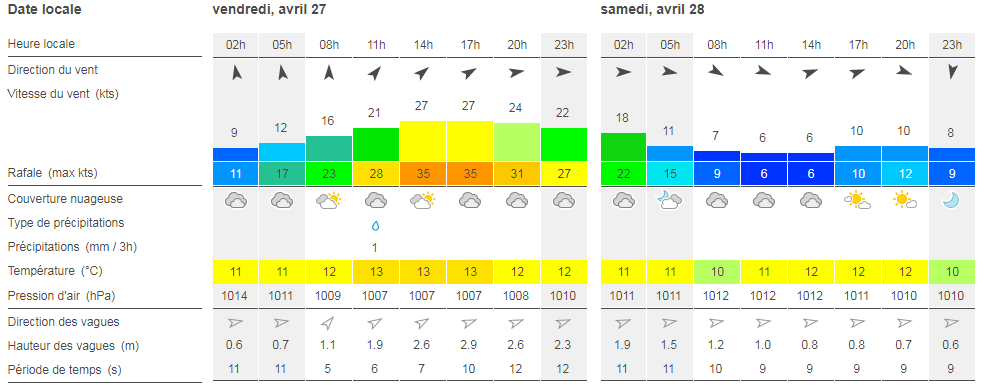 Date locale vendredi, avril 27 samedi, avril 28
Heure locale 02h 05h 08h 11h 14h 17h 20h 23h 02h 05h 08h 11h 14h 17h 20h 23h
Direction du vent
Vitesse du vent (kts) 9 12 16 21 27 27 24 22 18 11 7 6 6 10 10 8
Rafale (max kts) 11 17 23 28 35 35 31 27 22 15 9 6 6 10 12 9
Couverture nuageuse
Type de précipitations
Précipitations (mm / 3h) 1
Température (°C) 11 11 12 13 13 13 12 12 11 11 10 11 12 12 12 10
Pression d'air (hPa) 1014 1011 1009 1007 1007 1007 1008 1010 1011 1011 1012 1012 1012 1011 1010 1010
Direction des vagues
Hauteur des vagues (m) 0.6 0.7 1.1 1.9 2.6 2.9 2.6 2.3 1.9 1.5 1.2 1.0 0.8 0.8 0.7 0.6
Période de temps (s) 11 11 5 6 7 10 12 12 11 11 10 9 9 9 9 9